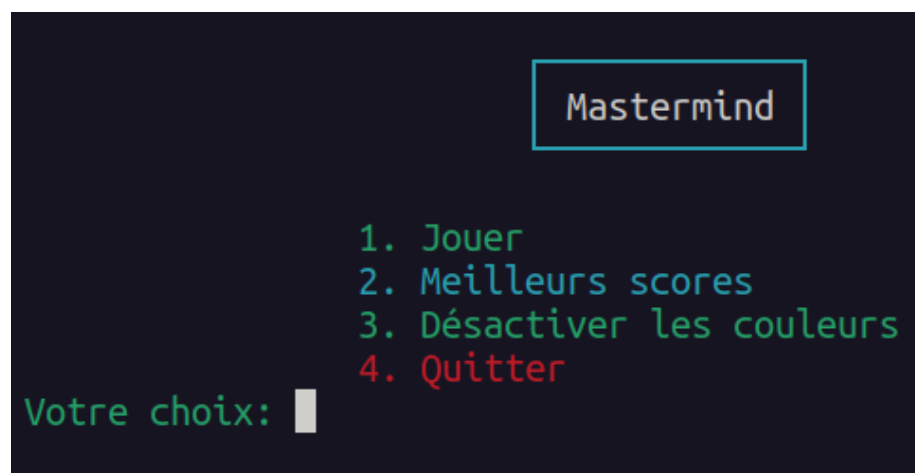 Mastermind
1. Jouer
2. Meilleurs scores
3. Désactiver les couleurs
4. Quitter
Votre choix: